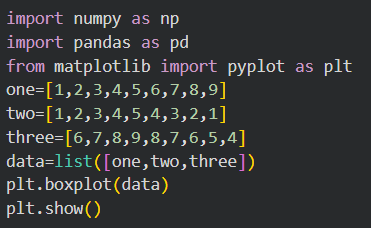 import numpy as np
import pandas as pd
from matplotlib import pyplot as plt
one=[1,2,3,4,5,6,7,8,9]
two=[1,2,3,4,5,4,3,2,1]
three=[6,7,8,9,8,7,6,5,4]
data=list([one,two,three])
plt.boxplot(data)
plt.show()